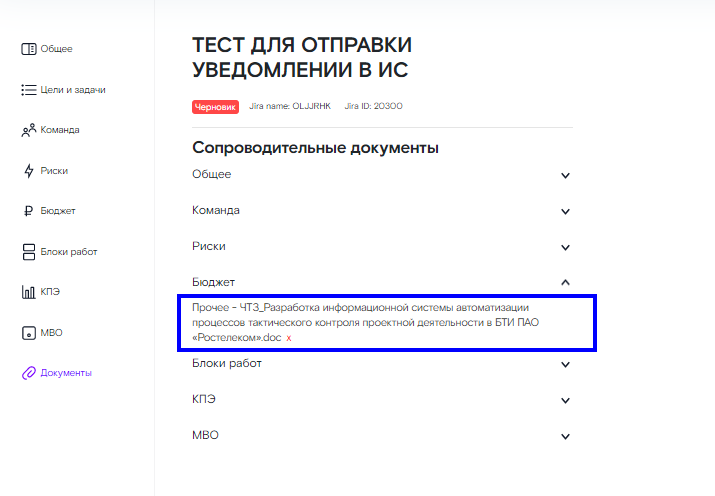 Общее
Цели и задачи
Команда
Риски
Бюджет
Блоки работ
КПЭ
МВО
Документы
ТЕСТ ДЛЯ ОТПРАВКИ
УВЕДОМЛЕНИИ В ИС
Черновик Jira name: OLJJRHK Jira ID: 20300
Сопроводительные документы
Общее
Команда
Риски
Бюджет
Прочее - ЧТЗ_Разработка информационной системы автоматизации
процессов тактического контроля проектной деятельности в БТИ ПАО
«Ростелеком».doc x
Блоки работ
КПЭ
МВО